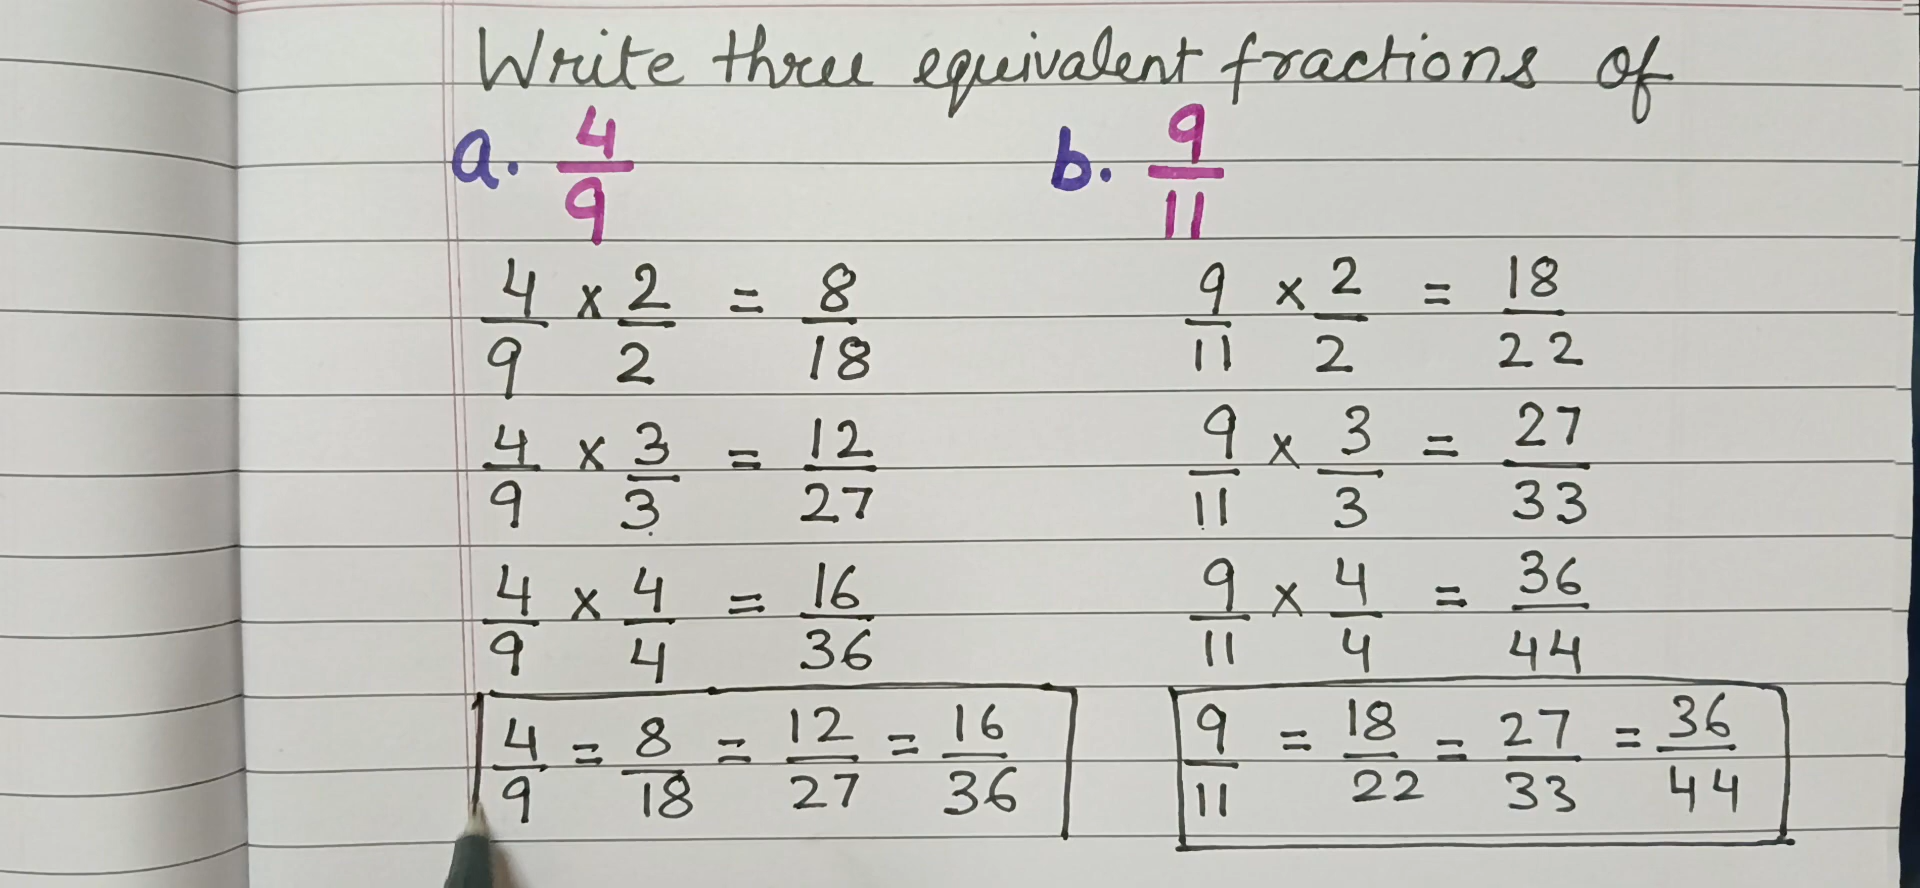 Write three equivalent fractions of
a. 4/9 b. 9/11
4/9 × 2/2 = 8/18 9/11 × 2/2 = 18/22
4/9 × 3/3 = 12/27 9/11 × 3/3 = 27/33
4/9 × 4/4 = 16/36 9/11 × 4/4 = 36/44
4/9 = 8/18 = 12/27 = 16/36 9/11 = 18/22 = 27/33 = 36/44